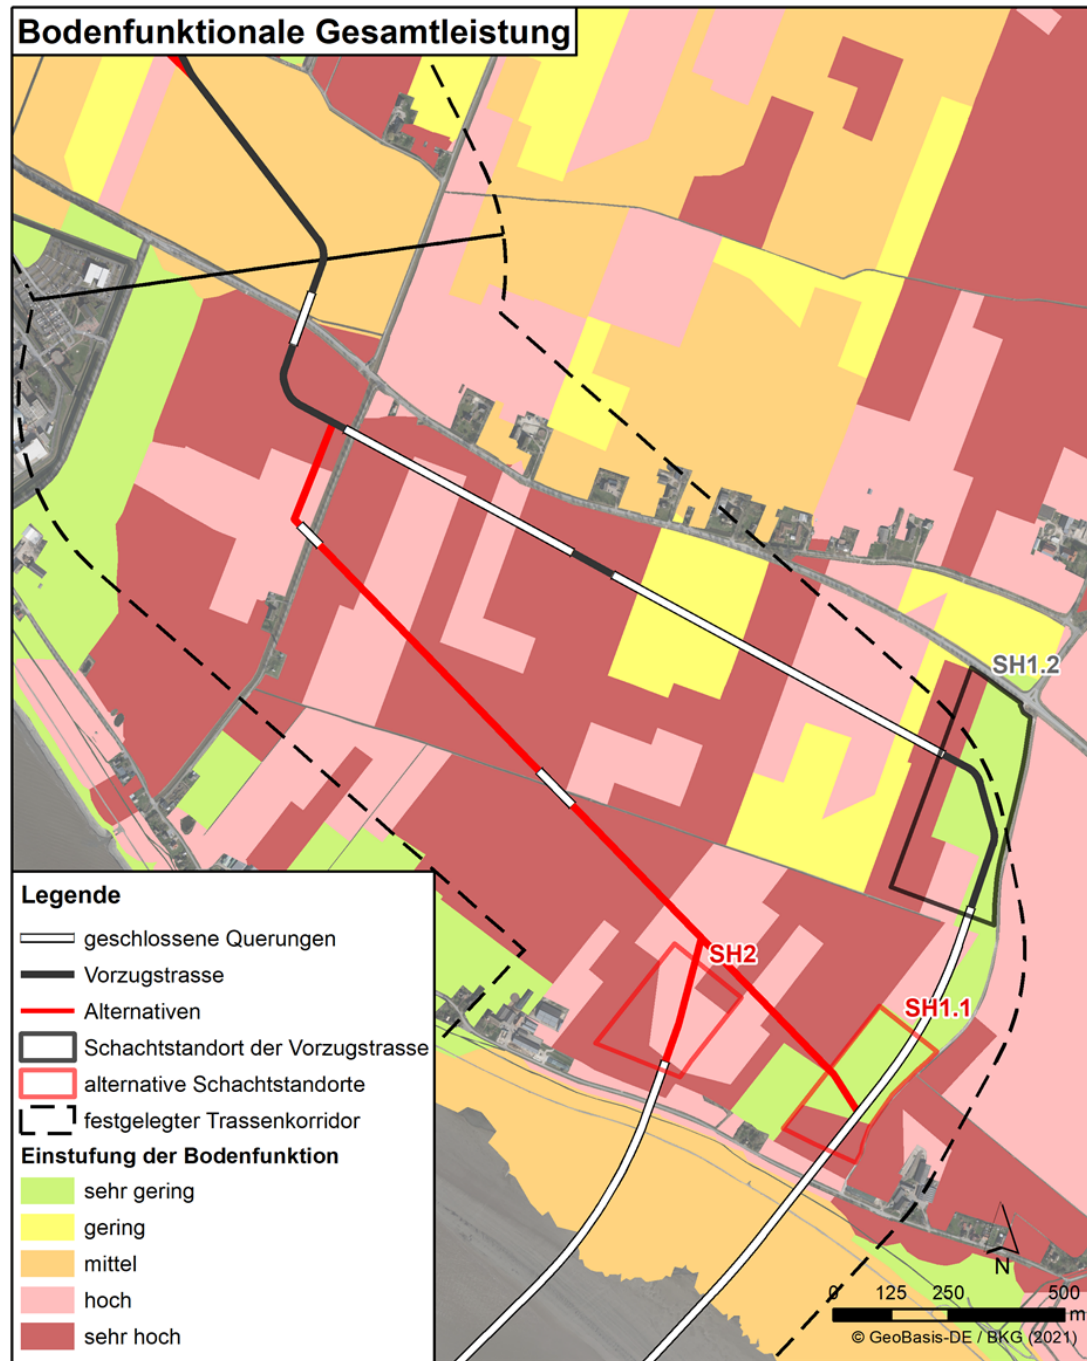 Bodenfunktionale Gesamtleistung
SH1.2
SH2
SH1.1
Legende
geschlossene Querungen
Vorzugstrasse
Alternativen
Schachtstandort der Vorzugstrasse
alternative Schachtstandorte
festgelegter Trassenkorridor
Einstufung der Bodenfunktion
sehr gering
gering
mittel
hoch
sehr hoch
N
0 125 250 500
m
© GeoBasis-DE / BKG (2021)